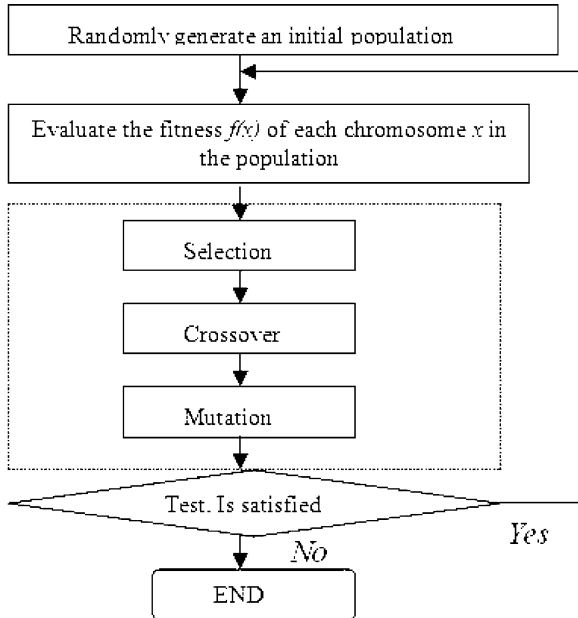 Randomly generate an initial population
Evaluate the fitness f(x) of each chromosome x in
the population
Selection
Crossover
Mutation
Test. Is satisfied
Yes
No
END